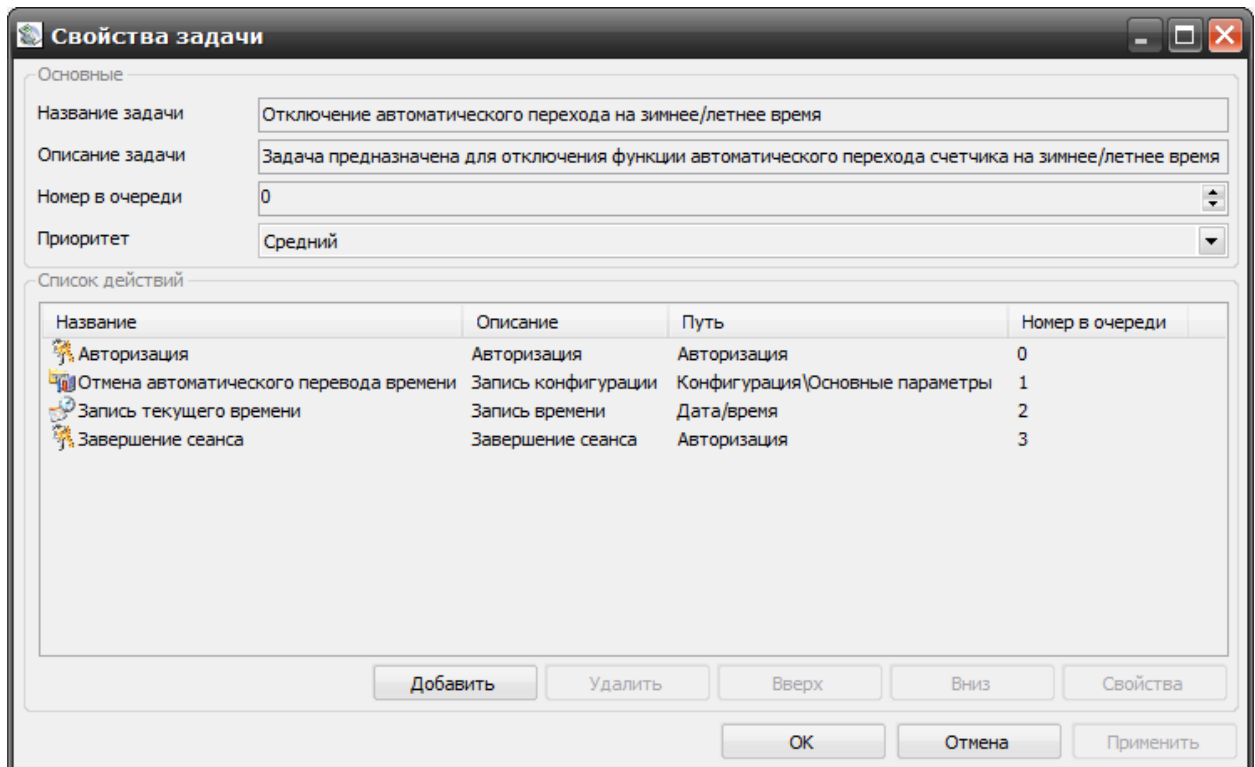 Свойства задачи
Основные
Название задачи Отключение автоматического перехода на зимнее/летнее время
Описание задачи Задача предназначена для отключения функции автоматического перехода счетчика на зимнее/летнее время
Номер в очереди 0
Приоритет Средний
Список действий
Название Описание Путь Номер в очереди
Авторизация Авторизация Авторизация 0
Отмена автоматического перевода времени Запись конфигурации Конфигурация\Основные параметры 1
Запись текущего времени Запись времени Дата/время 2
Завершение сеанса Завершение сеанса Авторизация 3
Добавить Удалить Вверх Вниз Свойства
ОК Отмена Применить